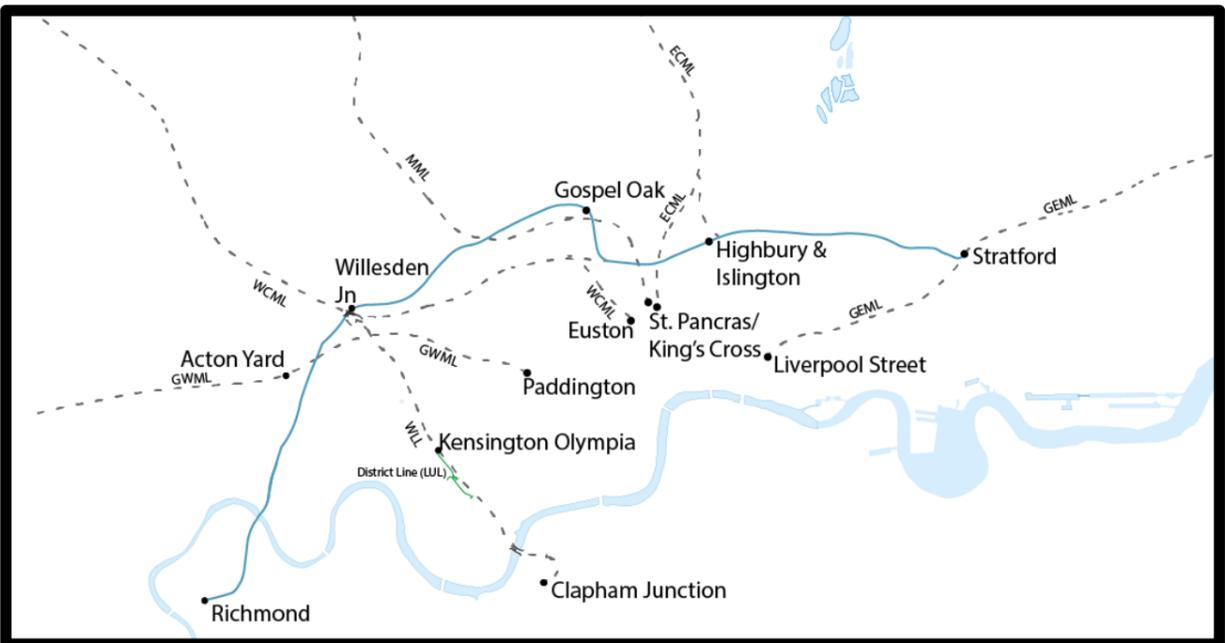 ECML
MML
Gospel Oak
ECML
GEML
Highbury &
Islington
Stratford
Willesden
Jn
WCML
WCML
Euston
St. Pancras/
King's Cross
GEML
Acton Yard
GWML
GWML
Liverpool Street
Paddington
WLL
Kensington Olympia
District Line (LUL)
Clapham Junction
Richmond